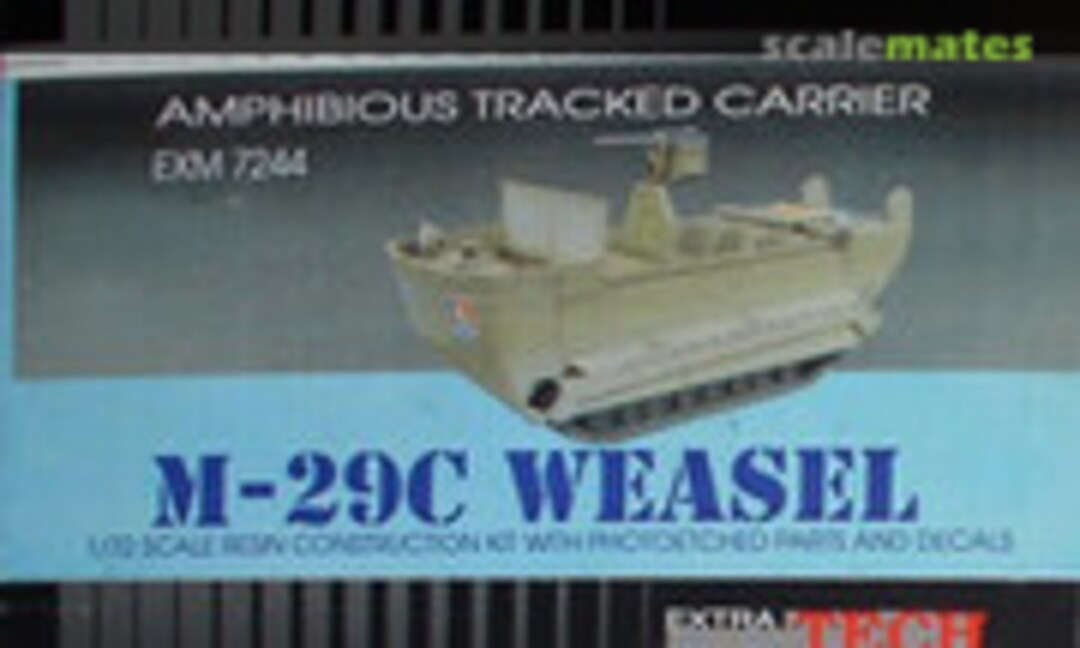 scalemates
AMPHIBIOUS TRACKED CARRIER
EXM 7244
M-29C WEASEL
1/72 SCALE RESIN CONSTRUCTION KIT WITH PHOTOETCHED PARTS AND DECALS
EXTRA TECH